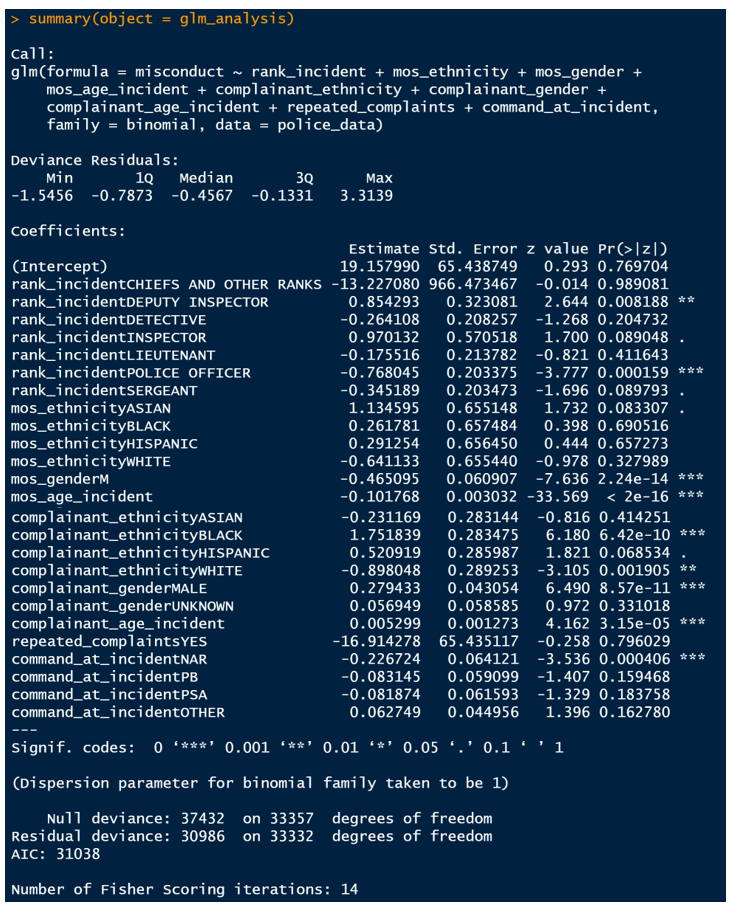 > summary(object = glm_analysis)
Call:
glm(formula = misconduct ~ rank_incident + mos_ethnicity + mos_gender +
    mos_age_incident + complainant_ethnicity + complainant_gender +
    complainant_age_incident + repeated_complaints + command_at_incident,
    family = binomial, data = police_data)
Deviance Residuals:
    Min      1Q  Median      3Q     Max
-1.5456 -0.7873 -0.4567 -0.1331  3.3139
Coefficients:
                                    Estimate Std. Error z value Pr(>|z|)
(Intercept)                        19.157990  65.438749   0.293 0.769704
rank_incidentCHIEFS AND OTHER RANKS -13.227080 966.473467  -0.014 0.989081
rank_incidentDEPUTY INSPECTOR       0.854293   0.323081   2.644 0.008188 **
rank_incidentDETECTIVE             -0.264108   0.208257  -1.268 0.204732
rank_incidentINSPECTOR              0.970132   0.570518   1.700 0.089048 .
rank_incidentLIEUTENANT            -0.175516   0.213782  -0.821 0.411643
rank_incidentPOLICE OFFICER        -0.768045   0.203375  -3.777 0.000159 ***
rank_incidentSERGEANT              -0.345189   0.203473  -1.696 0.089793 .
mos_ethnicityASIAN                  1.134595   0.655148   1.732 0.083307 .
mos_ethnicityBLACK                  0.261781   0.657484   0.398 0.690516
mos_ethnicityHISPANIC               0.291254   0.656450   0.444 0.657273
mos_ethnicityWHITE                 -0.641133   0.655440  -0.978 0.327989
mos_genderM                        -0.465095   0.060907  -7.636 2.24e-14 ***
mos_age_incident                   -0.101768   0.003032 -33.569  < 2e-16 ***
complainant_ethnicityASIAN         -0.231169   0.283144  -0.816 0.414251
complainant_ethnicityBLACK          1.751839   0.283475   6.180 6.42e-10 ***
complainant_ethnicityHISPANIC       0.520919   0.285987   1.821 0.068534 .
complainant_ethnicityWHITE         -0.898048   0.289253  -3.105 0.001905 **
complainant_genderMALE              0.279433   0.043054   6.490 8.57e-11 ***
complainant_genderUNKNOWN           0.056949   0.058585   0.972 0.331018
complainant_age_incident            0.005299   0.001273   4.162 3.15e-05 ***
repeated_complaintsYES            -16.914278  65.435117  -0.258 0.796029
command_at_incidentNAR             -0.226724   0.064121  -3.536 0.000406 ***
command_at_incidentPB              -0.083145   0.059099  -1.407 0.159468
command_at_incidentPSA             -0.081874   0.061593  -1.329 0.183758
command_at_incidentOTHER            0.062749   0.044956   1.396 0.162780
---
Signif. codes:  0 ‘***’ 0.001 ‘**’ 0.01 ‘*’ 0.05 ‘.’ 0.1 ‘ ’ 1
(Dispersion parameter for binomial family taken to be 1)
    Null deviance: 37432  on 33357  degrees of freedom
Residual deviance: 30986  on 33332  degrees of freedom
AIC: 31038
Number of Fisher Scoring iterations: 14